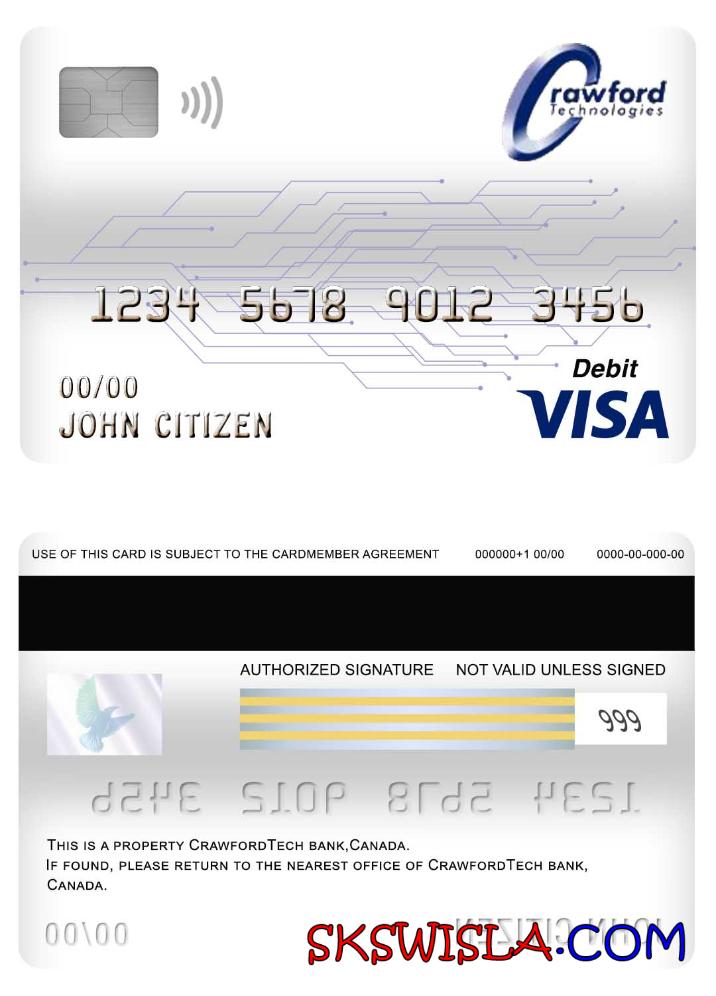 Crawford
Technologies
1234 5678 9012 3456
Debit
00/00
VISA
JOHN CITIZEN
USE OF THIS CARD IS SUBJECT TO THE CARDMEMBER AGREEMENT 000000+1 00/00 0000-00-000-00
AUTHORIZED SIGNATURE NOT VALID UNLESS SIGNED
999
1234 5678 9012 3456
THIS IS A PROPERTY CRAWFORDTECH BANK,CANADA.
IF FOUND, PLEASE RETURN TO THE NEAREST OFFICE OF CRAWFORDTECH BANK,
CANADA.
00/00 JOHN CITIZEN
SKSWISLA.COM